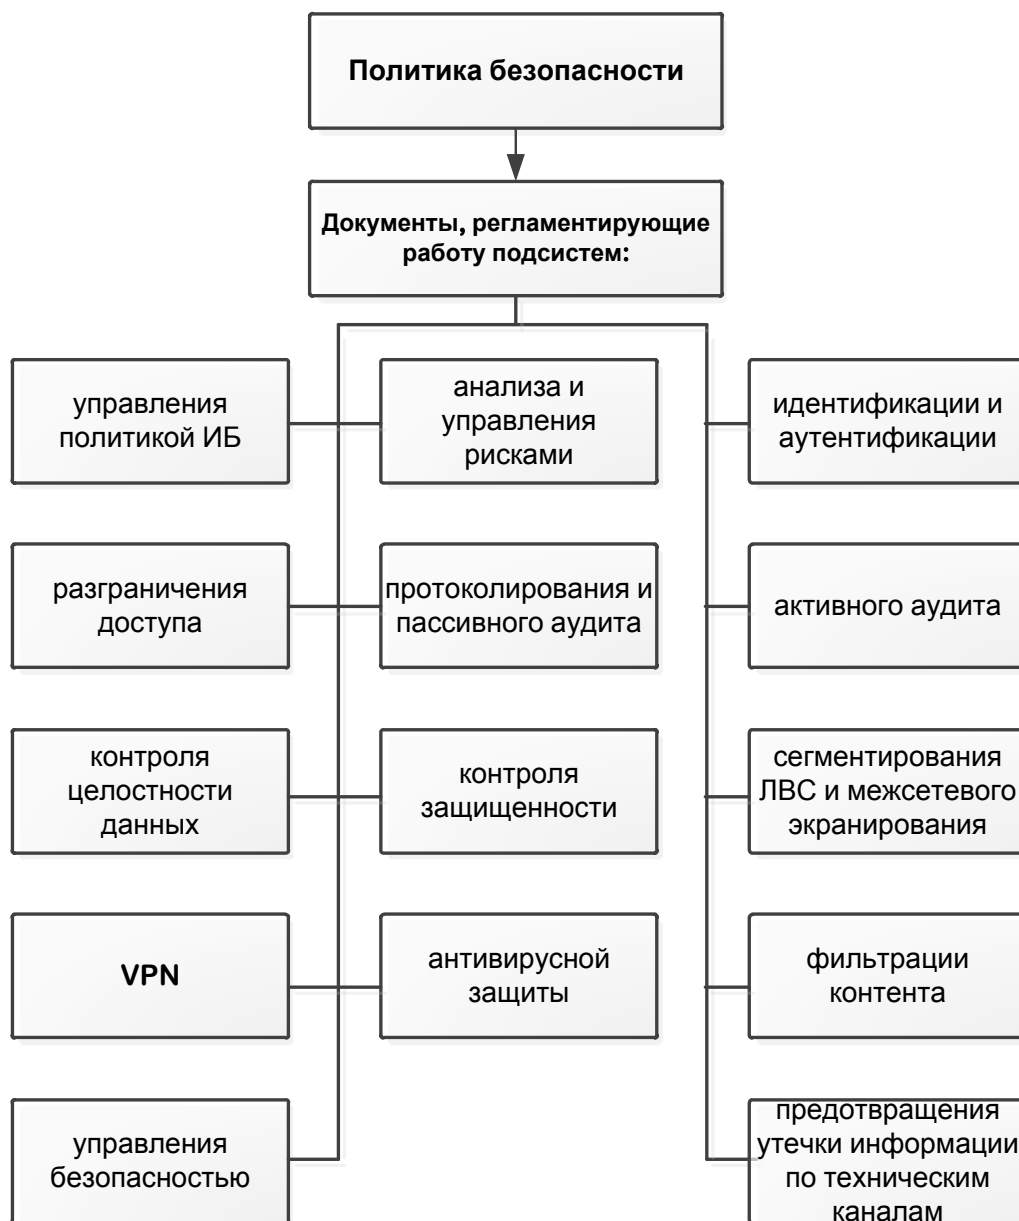 Политика безопасности
Документы, регламентирующие
работу подсистем:
управления
политикой ИБ
анализа и
управления
рисками
идентификации и
аутентификации
разграничения
доступа
протоколирования и
пассивного аудита
активного аудита
контроля
целостности
данных
контроля
защищенности
сегментирования
ЛВС и межсетевого
экранирования
VPN
антивирусной
защиты
фильтрации
контента
управления
безопасностью
предотвращения
утечки информации
по техническим
каналам